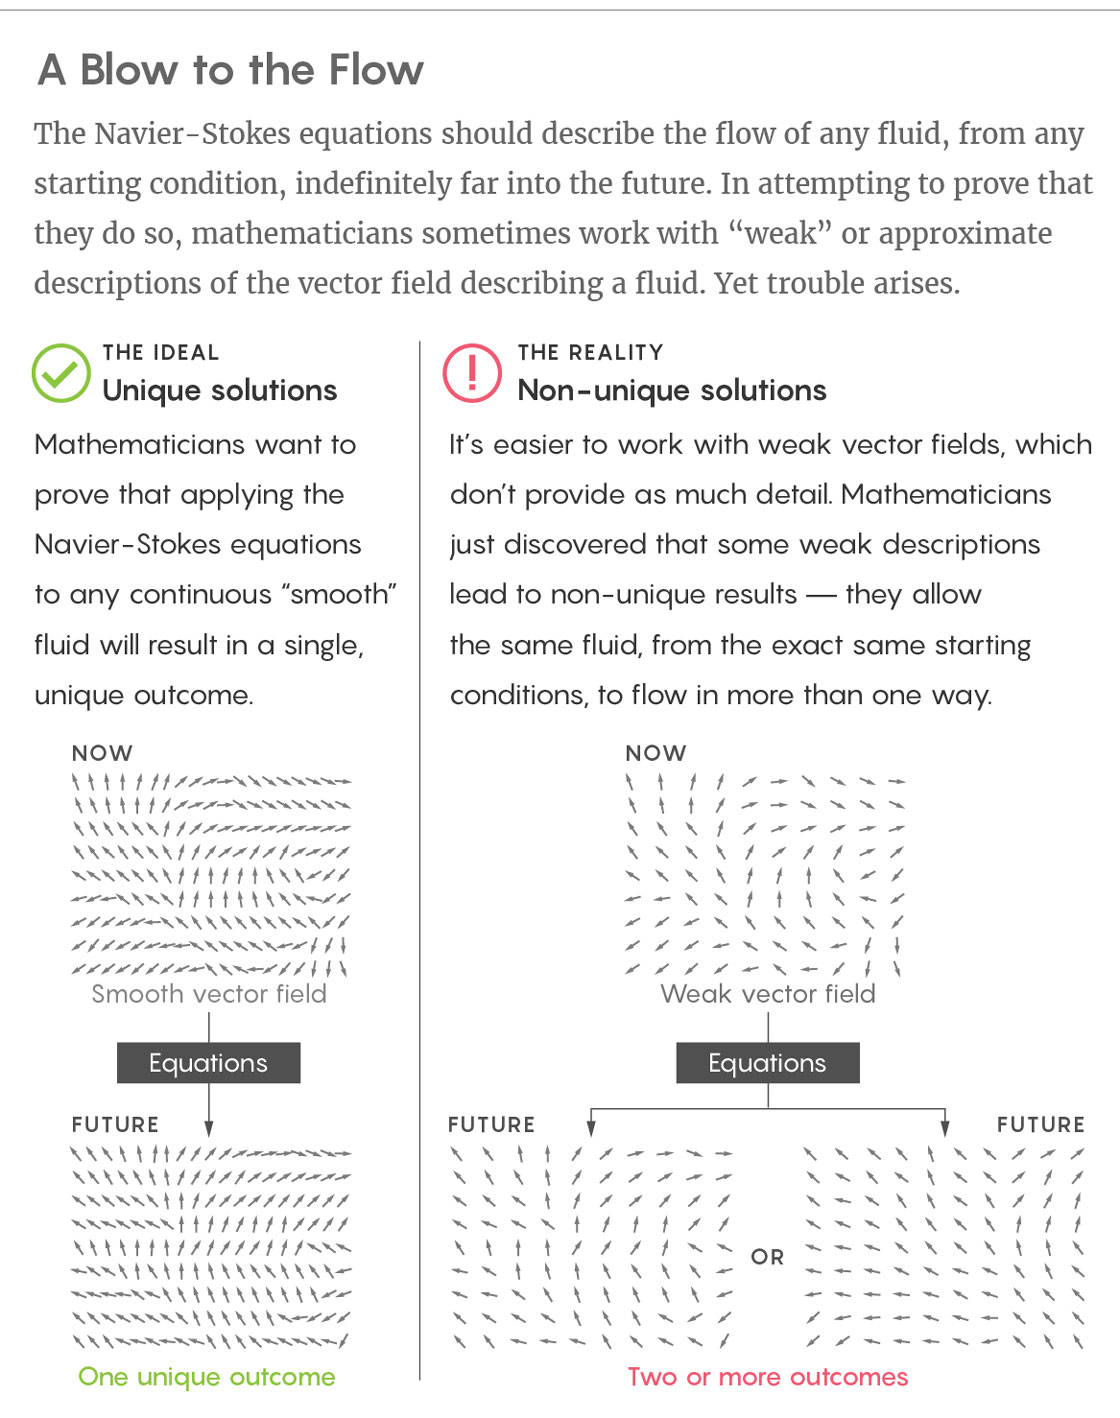 A Blow to the Flow
The Navier-Stokes equations should describe the flow of any fluid, from any
starting condition, indefinitely far into the future. In attempting to prove that
they do so, mathematicians sometimes work with “weak” or approximate
descriptions of the vector field describing a fluid. Yet trouble arises.
THE IDEAL
Unique solutions
Mathematicians want to
prove that applying the
Navier-Stokes equations
to any continuous “smooth”
fluid will result in a single,
unique outcome.
NOW
Smooth vector field
Equations
FUTURE
One unique outcome
THE REALITY
Non-unique solutions
It’s easier to work with weak vector fields, which
don’t provide as much detail. Mathematicians
just discovered that some weak descriptions
lead to non-unique results — they allow
the same fluid, from the exact same starting
conditions, to flow in more than one way.
NOW
Weak vector field
Equations
FUTURE
FUTURE
OR
Two or more outcomes